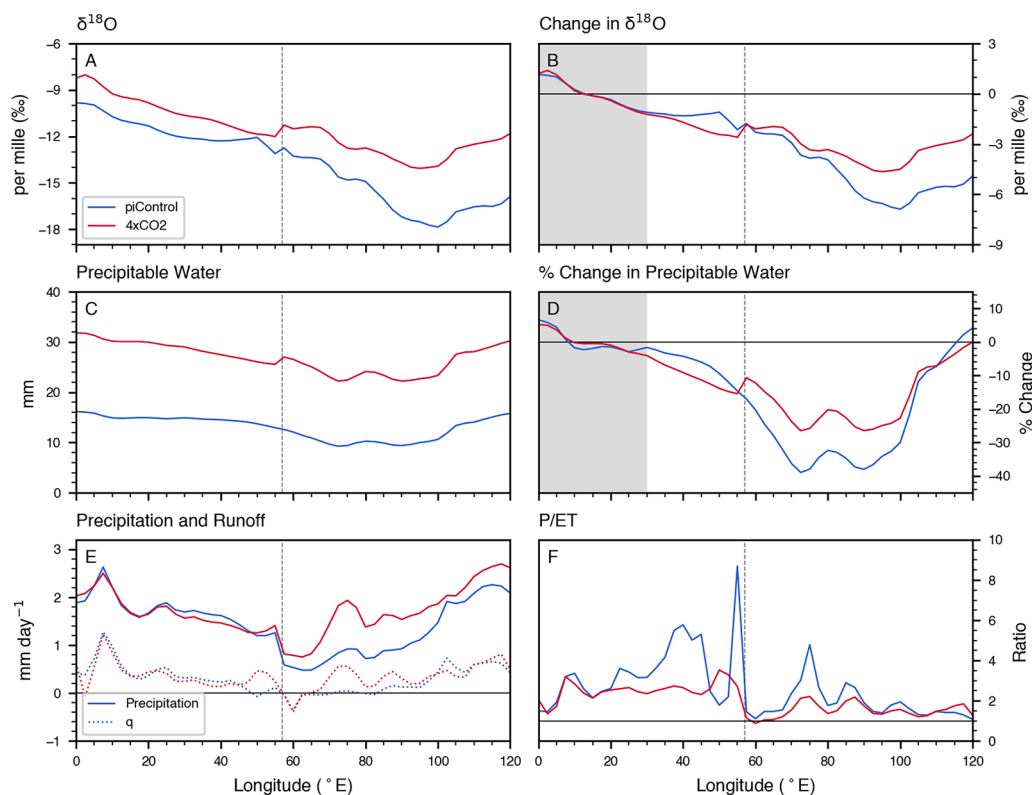 δ¹⁸O
Change in δ¹⁸O
A
B
−6
−9
−12
−15
−18
per mille (‰)
piControl
4xCO2
3
0
−3
−6
−9
per mille (‰)
Precipitable Water
% Change in Precipitable Water
C
D
40
30
20
10
0
mm
10
0
−10
−20
−30
−40
% Change
Precipitation and Runoff
P/ET
E
F
3
2
1
0
−1
mm day⁻¹
Precipitation
q
10
8
6
4
2
0
Ratio
0 20 40 60 80 100 120
0 20 40 60 80 100 120
Longitude (°E)
Longitude (°E)